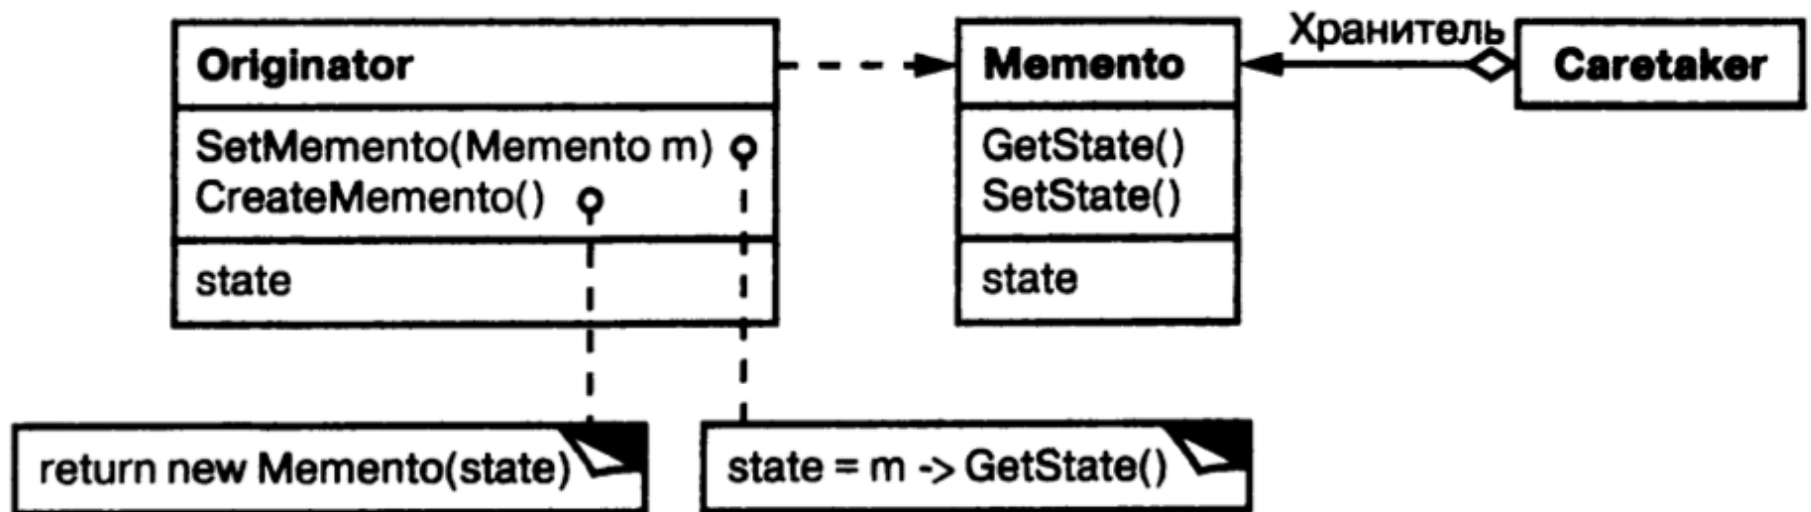 Originator
SetMemento(Memento m)
CreateMemento()
state
Memento
GetState()
SetState()
state
Хранитель
Caretaker
return new Memento(state)
state = m -> GetState()